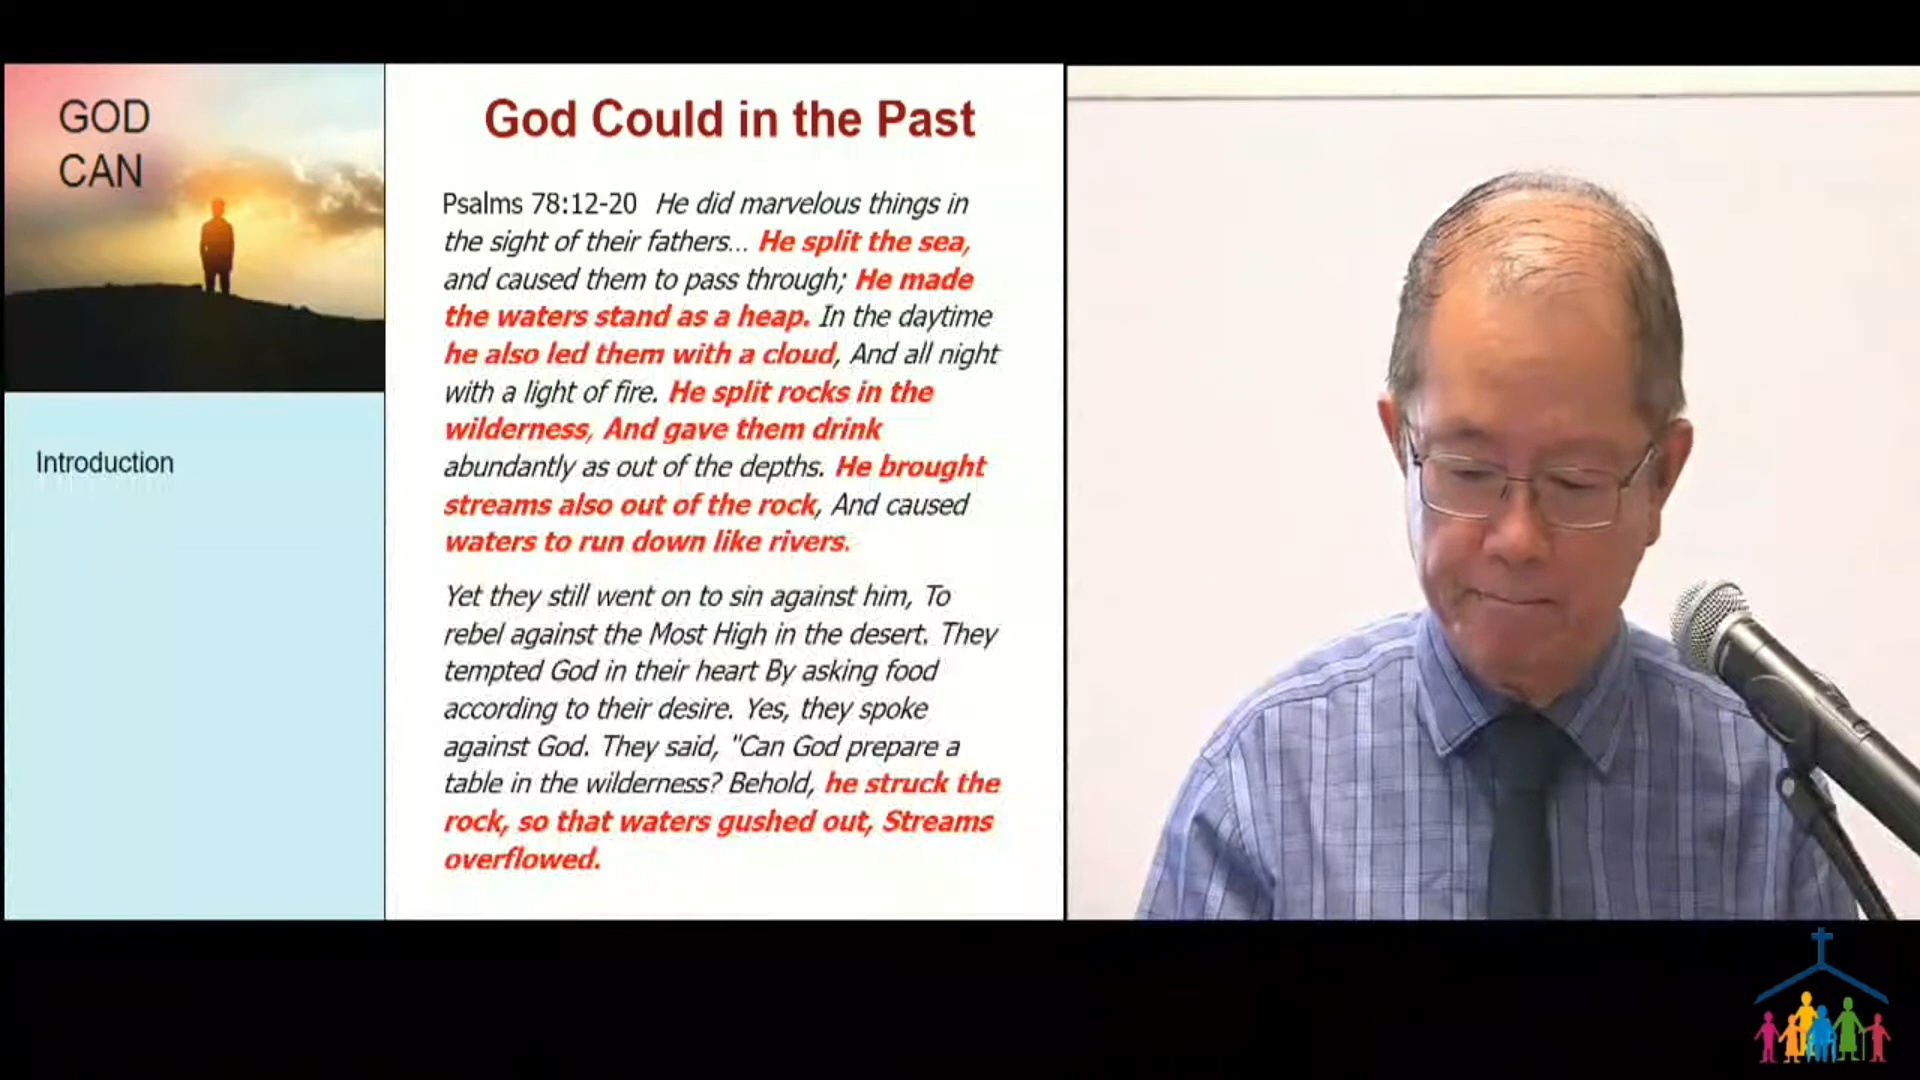 GOD
CAN
Introduction
God Could in the Past
Psalms 78:12-20 He did marvelous things in
the sight of their fathers... He split the sea,
and caused them to pass through; He made
the waters stand as a heap. In the daytime
he also led them with a cloud, And all night
with a light of fire. He split rocks in the
wilderness, And gave them drink
abundantly as out of the depths. He brought
streams also out of the rock, And caused
waters to run down like rivers.
Yet they still went on to sin against him, To
rebel against the Most High in the desert. They
tempted God in their heart By asking food
according to their desire. Yes, they spoke
against God. They said, "Can God prepare a
table in the wilderness? Behold, he struck the
rock, so that waters gushed out, Streams
overflowed.